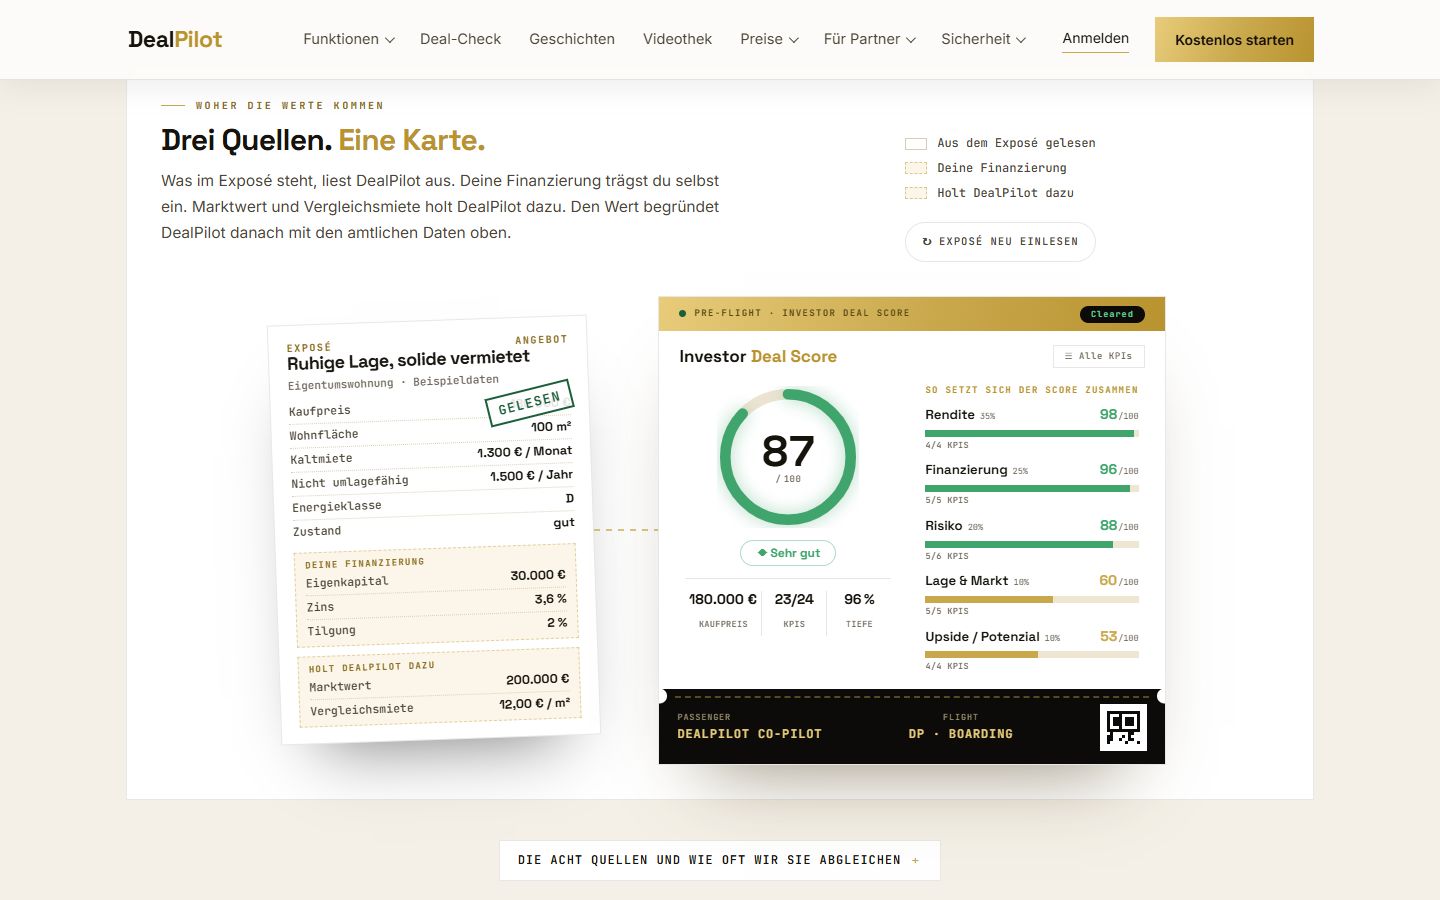 DealPilot
Funktionen Deal-Check Geschichten Videothek Preise Für Partner Sicherheit Anmelden Kostenlos starten
WOHER DIE WERTE KOMMEN
Drei Quellen. Eine Karte.
Was im Exposé steht, liest DealPilot aus. Deine Finanzierung trägst du selbst
ein. Marktwert und Vergleichsmiete holt DealPilot dazu. Den Wert begründet
DealPilot danach mit den amtlichen Daten oben.
Aus dem Exposé gelesen
Deine Finanzierung
Holt DealPilot dazu
↻ EXPOSÉ NEU EINLESEN
EXPOSÉ ANGEBOT
Ruhige Lage, solide vermietet
Eigentumswohnung · Beispieldaten
GELESEN
Kaufpreis
Wohnfläche 100 m²
Kaltmiete 1.300 € / Monat
Nicht umlagefähig 1.500 € / Jahr
Energieklasse D
Zustand gut
DEINE FINANZIERUNG
Eigenkapital 30.000 €
Zins 3,6 %
Tilgung 2 %
HOLT DEALPILOT DAZU
Marktwert 200.000 €
Vergleichsmiete 12,00 € / m²
PRE-FLIGHT · INVESTOR DEAL SCORE Cleared
Investor Deal Score ☰ Alle KPIs
87
/ 100
◆ Sehr gut
180.000 € 23/24 96 %
KAUFPREIS KPIS TIEFE
SO SETZT SICH DER SCORE ZUSAMMEN
Rendite 35% 98/100
4/4 KPIS
Finanzierung 25% 96/100
5/5 KPIS
Risiko 20% 88/100
5/6 KPIS
Lage & Markt 10% 60/100
5/5 KPIS
Upside / Potenzial 10% 53/100
4/4 KPIS
PASSENGER FLIGHT
DEALPILOT CO-PILOT DP · BOARDING
DIE ACHT QUELLEN UND WIE OFT WIR SIE ABGLEICHEN +